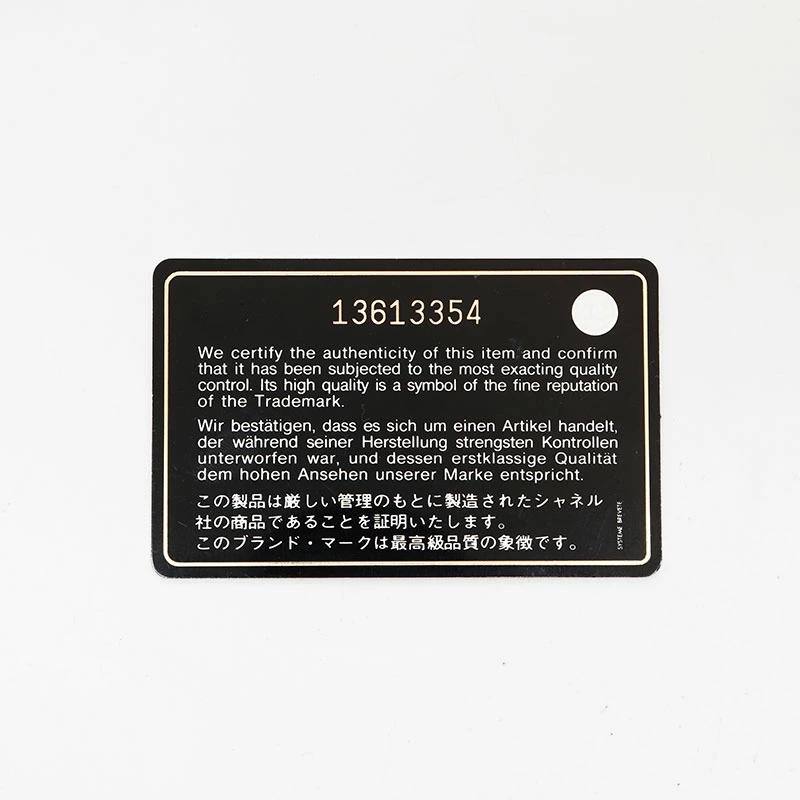 13613354
We certify the authenticity of this item and confirm
that it has been subjected to the most exacting quality
control. Its high quality is a symbol of the fine reputation
of the Trademark.
Wir bestätigen, dass es sich um einen Artikel handelt,
der während seiner Herstellung strengsten Kontrollen
unterworfen war, und dessen erstklassige Qualität
dem hohen Ansehen unserer Marke entspricht.
この製品は厳しい管理のもとに製造されたシャネル
社の商品であることを証明いたします。
このブランド・マークは最高級品質の象徴です。
SYSTEME BREVETE